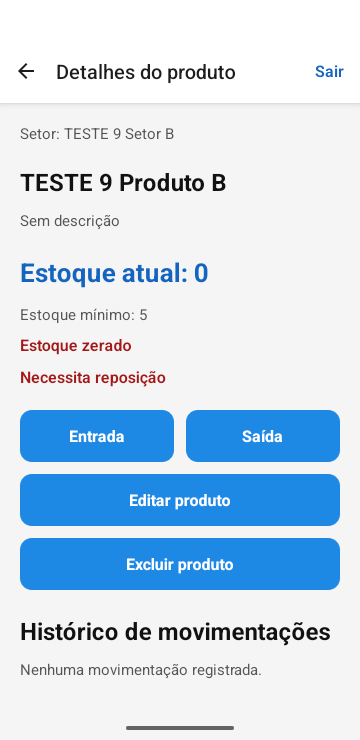 Detalhes do produto
Sair
Setor: TESTE 9 Setor B
TESTE 9 Produto B
Sem descrição
Estoque atual: 0
Estoque mínimo: 5
Estoque zerado
Necessita reposição
Entrada
Saída
Editar produto
Excluir produto
Histórico de movimentações
Nenhuma movimentação registrada.